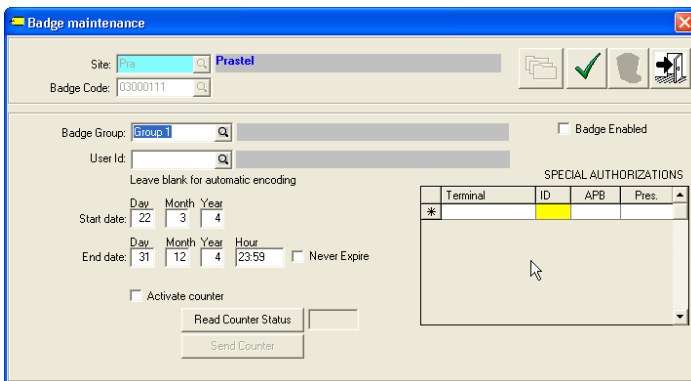 Badge maintenance
Site: Pra Prastel
Badge Code: 03000111
Badge Group: Group 1 Badge Enabled
User Id:
Leave blank for automatic encoding
SPECIAL AUTHORIZATIONS
Terminal ID APB Pres.
Day Month Year
Start date: 22 3 4
Day Month Year Hour
End date: 31 12 4 23:59 Never Expire
Activate counter
Read Counter Status
Send Counter